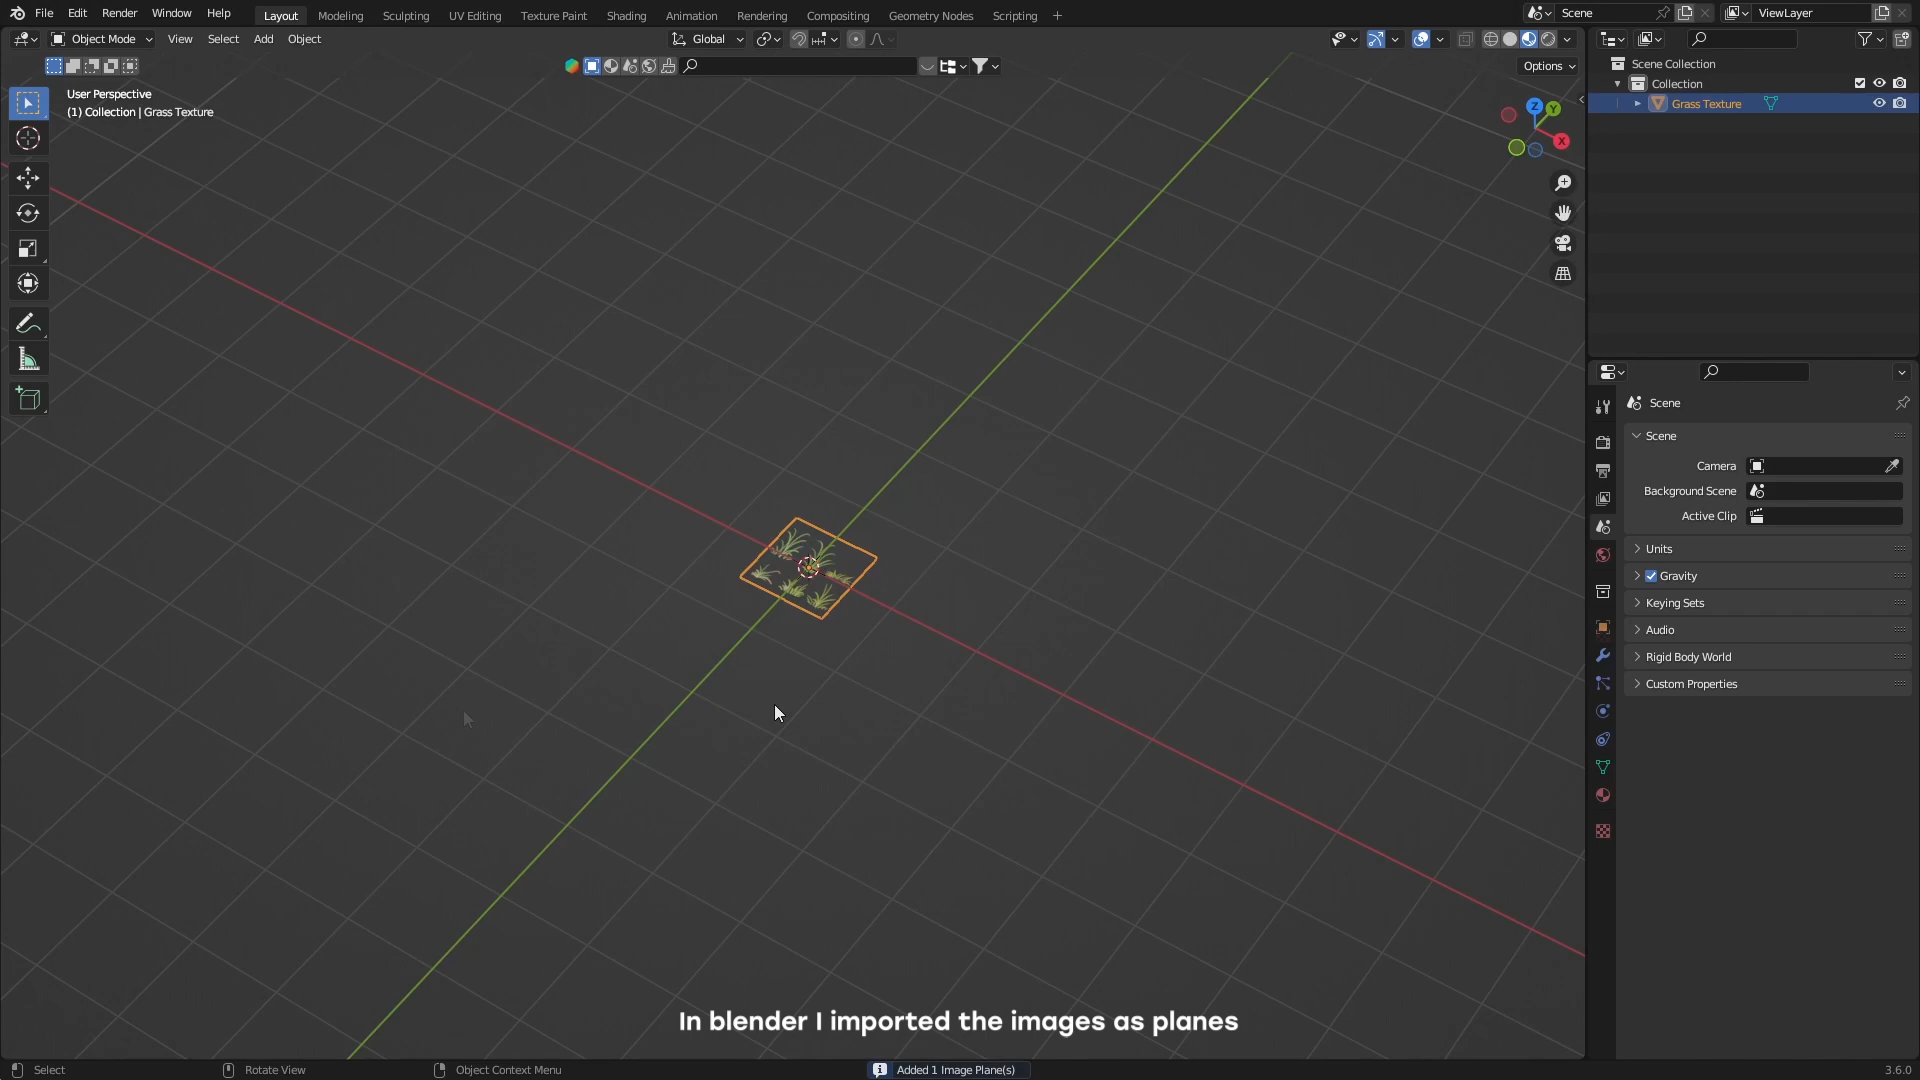 File Edit Render Window Help Layout Modeling Sculpting UV Editing Texture Paint Shading Animation Rendering Compositing Geometry Nodes Scripting + Scene ViewLayer
Object Mode View Select Add Object Global
Options
User Perspective
(1) Collection | Grass Texture
Z
Y
X
Scene Collection
Collection
Grass Texture
Scene
Scene
Camera
Background Scene
Active Clip
Units
Gravity
Keying Sets
Audio
Rigid Body World
Custom Properties
In blender I imported the images as planes
Select Rotate View Object Context Menu Added 1 Image Plane(s) 3.6.0